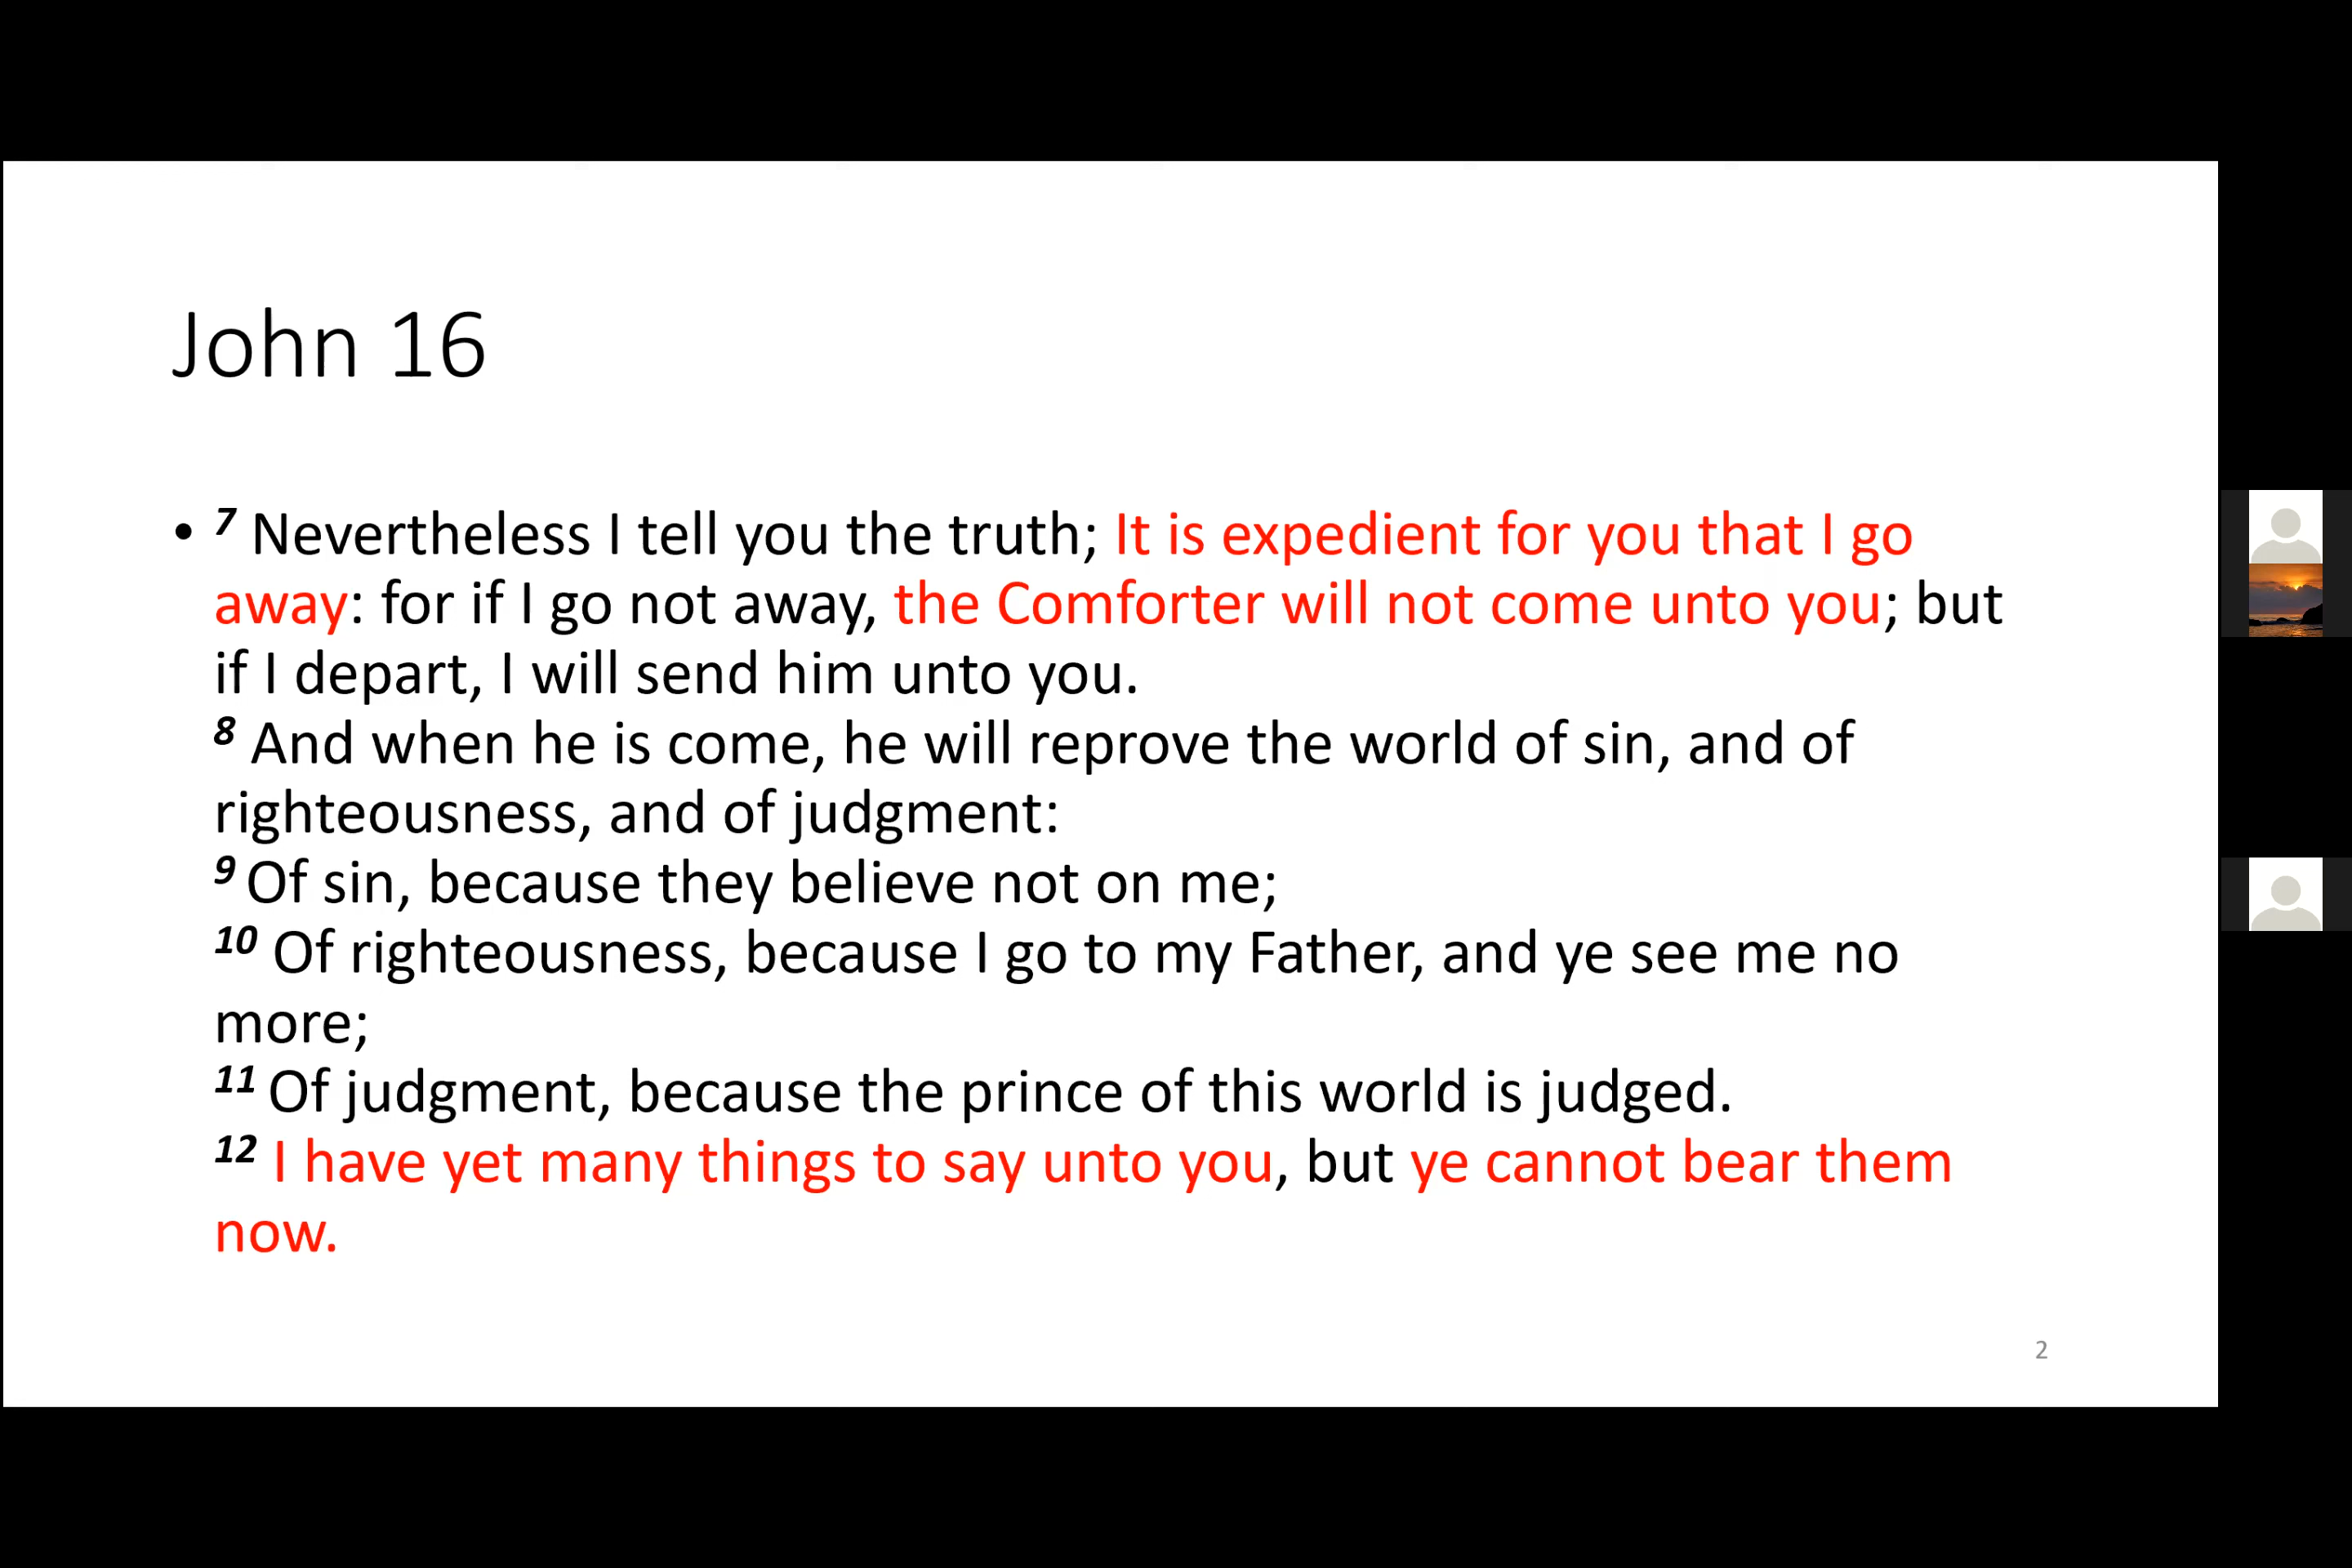 John 16
• 7 Nevertheless I tell you the truth; It is expedient for you that I go
away: for if I go not away, the Comforter will not come unto you; but
if I depart, I will send him unto you.
8 And when he is come, he will reprove the world of sin, and of
righteousness, and of judgment:
9 Of sin, because they believe not on me;
10 Of righteousness, because I go to my Father, and ye see me no
more;
11 Of judgment, because the prince of this world is judged.
12 I have yet many things to say unto you, but ye cannot bear them
now.
2